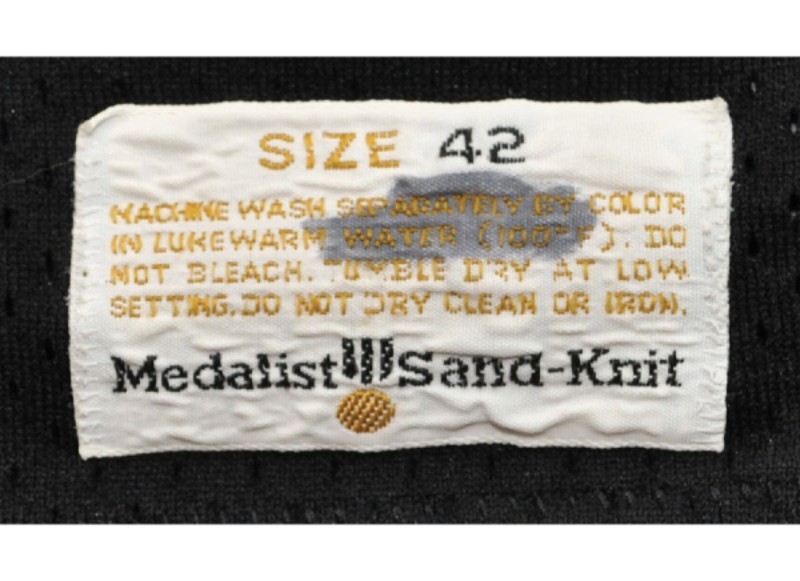 SIZE 42
MACHINE WASH SEPARATELY BY COLOR
IN LUKEWARM WATER (100°F). DO
NOT BLEACH. TUMBLE DRY AT LOW
SETTING. DO NOT DRY CLEAN OR IRON.
Medalist Sand-Knit